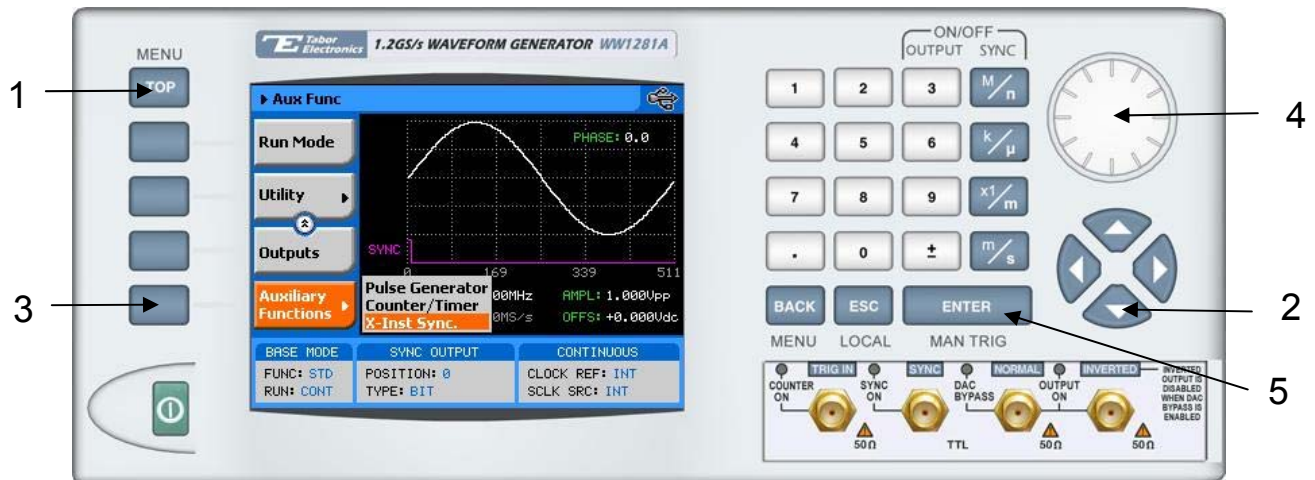 MENU
TOP
1
3
Tabor Electronics 1.2GS/s WAVEFORM GENERATOR WW1281A
Aux Func
Run Mode
Utility
Outputs
Auxiliary
Functions
PHASE: 0.0
SYNC
0 169 339 511
Pulse Generator
Counter/Timer
X-Inst Sync.
00MHz AMPL: 1.000Vpp
0MS/s OFFS: +0.000Vdc
BASE MODE
FUNC: STD
RUN: CONT
SYNC OUTPUT
POSITION: 0
TYPE: BIT
CONTINUOUS
CLOCK REF: INT
SCLK SRC: INT
ON/OFF
OUTPUT SYNC
1 2 3 M/n
4 5 6 k/µ
7 8 9 x1/m
. 0 ± m/s
BACK ESC ENTER
MENU LOCAL MAN TRIG
4
2
5
TRIG IN SYNC NORMAL INVERTED
COUNTER ON
SYNC ON
DAC BYPASS
OUTPUT ON
INVERTED
OUTPUT IS
DISABLED
WHEN DAC
BYPASS IS
ENABLED
50Ω TTL 50Ω 50Ω